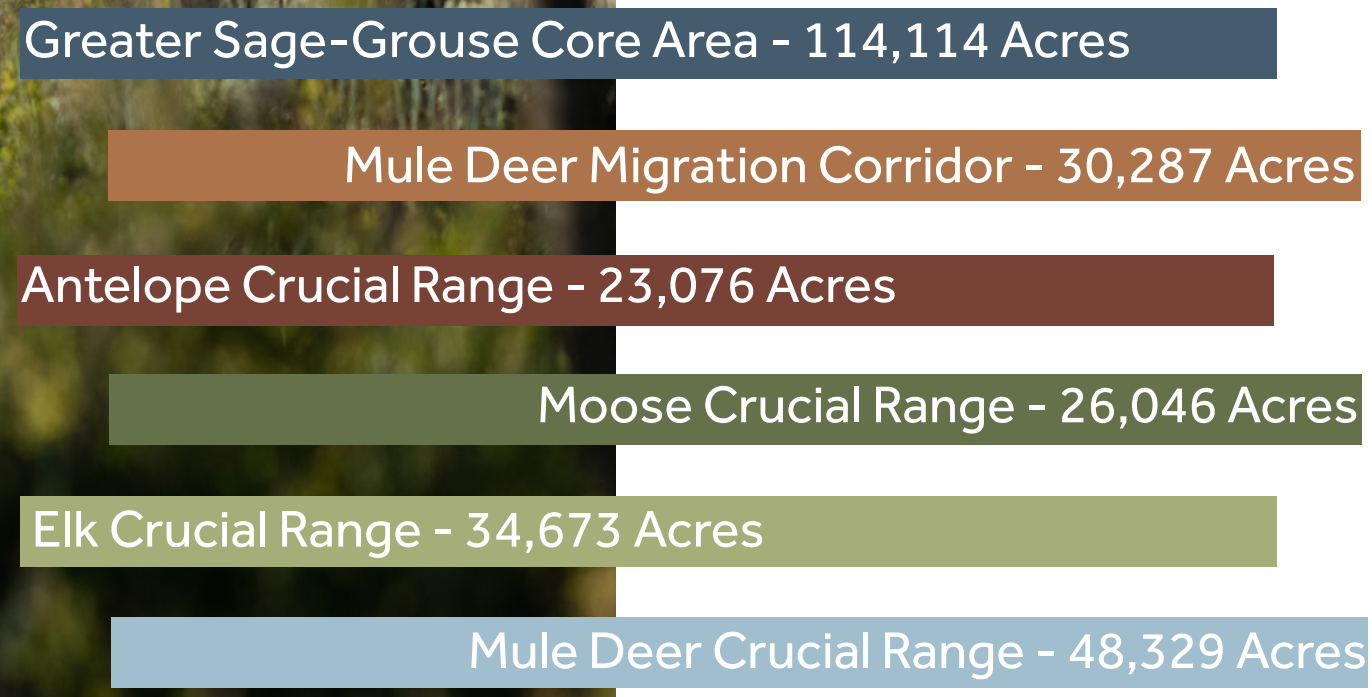 Greater Sage-Grouse Core Area - 114,114 Acres
Mule Deer Migration Corridor - 30,287 Acres
Antelope Crucial Range - 23,076 Acres
Moose Crucial Range - 26,046 Acres
Elk Crucial Range - 34,673 Acres
Mule Deer Crucial Range - 48,329 Acres